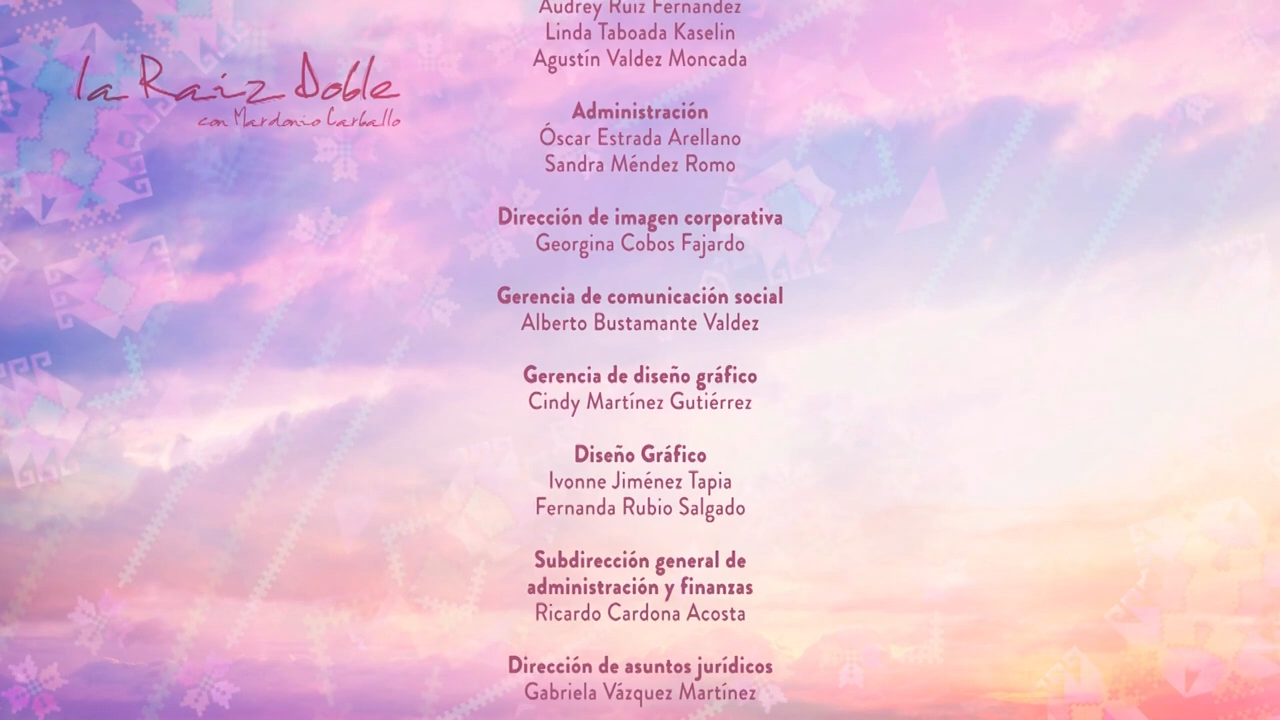 la Raíz Doble
con Mardonio Carballo
Audrey Ruiz Fernández
Linda Taboada Kaselin
Agustín Valdez Moncada
Administración
Óscar Estrada Arellano
Sandra Méndez Romo
Dirección de imagen corporativa
Georgina Cobos Fajardo
Gerencia de comunicación social
Alberto Bustamante Valdez
Gerencia de diseño gráfico
Cindy Martínez Gutiérrez
Diseño Gráfico
Ivonne Jiménez Tapia
Fernanda Rubio Salgado
Subdirección general de
administración y finanzas
Ricardo Cardona Acosta
Dirección de asuntos jurídicos
Gabriela Vázquez Martínez